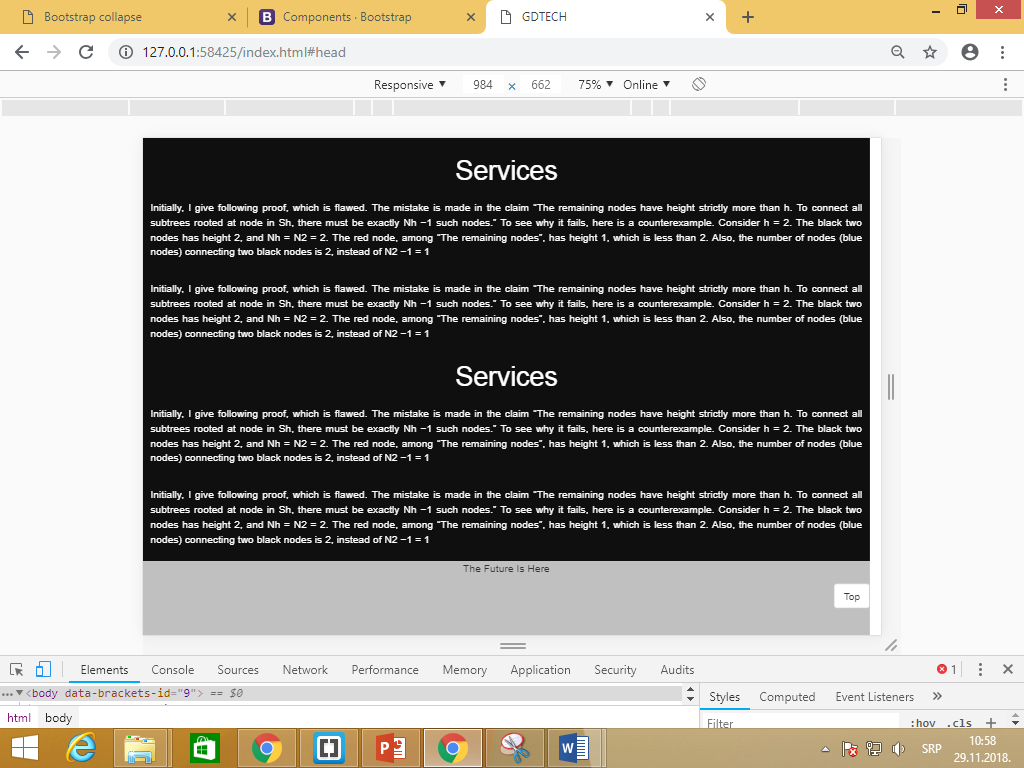 Bootstrap collapse
B Components · Bootstrap
GDTECH
127.0.0.1:58425/index.html#head
Responsive ▼ 984 x 662 75% ▼ Online ▼
Services
Initially, I give following proof, which is flawed. The mistake is made in the claim “The remaining nodes have height strictly more than h. To connect all
subtrees rooted at node in Sh, there must be exactly Nh −1 such nodes.” To see why it fails, here is a counterexample. Consider h = 2. The black two
nodes has height 2, and Nh = N2 = 2. The red node, among “The remaining nodes”, has height 1, which is less than 2. Also, the number of nodes (blue
nodes) connecting two black nodes is 2, instead of N2 −1 = 1
Initially, I give following proof, which is flawed. The mistake is made in the claim “The remaining nodes have height strictly more than h. To connect all
subtrees rooted at node in Sh, there must be exactly Nh −1 such nodes.” To see why it fails, here is a counterexample. Consider h = 2. The black two
nodes has height 2, and Nh = N2 = 2. The red node, among “The remaining nodes”, has height 1, which is less than 2. Also, the number of nodes (blue
nodes) connecting two black nodes is 2, instead of N2 −1 = 1
Services
Initially, I give following proof, which is flawed. The mistake is made in the claim “The remaining nodes have height strictly more than h. To connect all
subtrees rooted at node in Sh, there must be exactly Nh −1 such nodes.” To see why it fails, here is a counterexample. Consider h = 2. The black two
nodes has height 2, and Nh = N2 = 2. The red node, among “The remaining nodes”, has height 1, which is less than 2. Also, the number of nodes (blue
nodes) connecting two black nodes is 2, instead of N2 −1 = 1
Initially, I give following proof, which is flawed. The mistake is made in the claim “The remaining nodes have height strictly more than h. To connect all
subtrees rooted at node in Sh, there must be exactly Nh −1 such nodes.” To see why it fails, here is a counterexample. Consider h = 2. The black two
nodes has height 2, and Nh = N2 = 2. The red node, among “The remaining nodes”, has height 1, which is less than 2. Also, the number of nodes (blue
nodes) connecting two black nodes is 2, instead of N2 −1 = 1
The Future Is Here
Top
Elements Console Sources Network Performance Memory Application Security Audits 1
<body data-brackets-id="9"> == $0
Styles Computed Event Listeners »
html body
Filter :hov .cls +
SRP
10:58
29.11.2018.